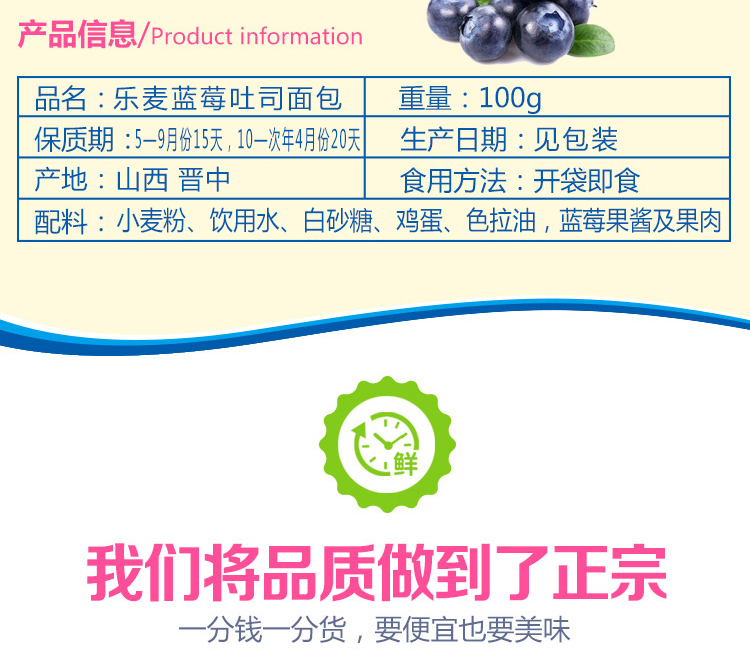 产品信息/Product information
品名：乐麦蓝莓吐司面包 重量：100g
保质期：5—9月份15天，10—次年4月份20天 生产日期：见包装
产地：山西 晋中 食用方法：开袋即食
配料：小麦粉、饮用水、白砂糖、鸡蛋、色拉油，蓝莓果酱及果肉
鲜
我们将品质做到了正宗
一分钱一分货，要便宜也要美味